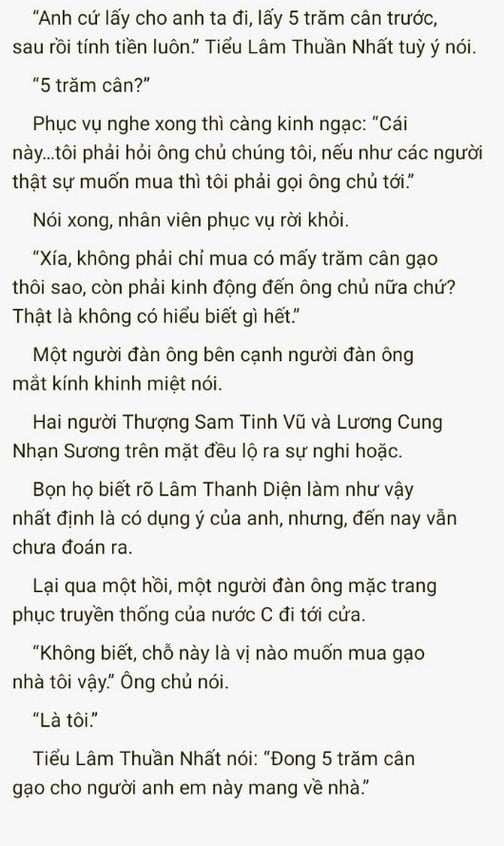 “Anh cứ lấy cho anh ta đi, lấy 5 trăm cân trước,
sau rồi tính tiền luôn.” Tiểu Lâm Thuần Nhất tuỳ ý nói.
“5 trăm cân?”
Phục vụ nghe xong thì càng kinh ngạc: “Cái
này...tôi phải hỏi ông chủ chúng tôi, nếu như các người
thật sự muốn mua thì tôi phải gọi ông chủ tới.”
Nói xong, nhân viên phục vụ rời khỏi.
“Xía, không phải chỉ mua có mấy trăm cân gạo
thôi sao, còn phải kinh động đến ông chủ nữa chứ?
Thật là không có hiểu biết gì hết.”
Một người đàn ông bên cạnh người đàn ông
mắt kính khinh miệt nói.
Hai người Thượng Sam Tinh Vũ và Lương Cung
Nhạn Sương trên mặt đều lộ ra sự nghi hoặc.
Bọn họ biết rõ Lâm Thanh Diện làm như vậy
nhất định là có dụng ý của anh, nhưng, đến nay vẫn
chưa đoán ra.
Lại qua một hồi, một người đàn ông mặc trang
phục truyền thống của nước C đi tới cửa.
“Không biết, chỗ này là vị nào muốn mua gạo
nhà tôi vậy.” Ông chủ nói.
“Là tôi.”
Tiểu Lâm Thuần Nhất nói: “Đong 5 trăm cân
gạo cho người anh em này mang về nhà.”